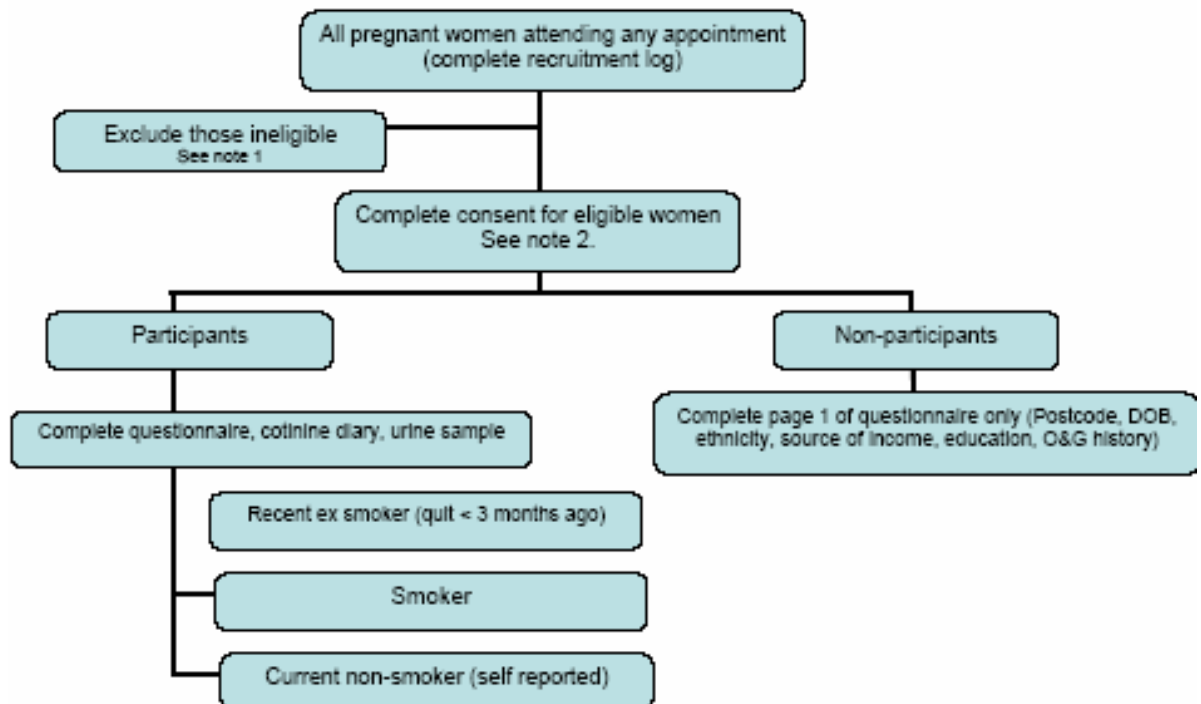 All pregnant women attending any appointment
(complete recruitment log)
Exclude those ineligible
See note 1
Complete consent for eligible women
See note 2.
Participants
Non-participants
Complete questionnaire, cotinine diary, urine sample
Complete page 1 of questionnaire only (Postcode, DOB,
ethnicity, source of income, education, O&G history)
Recent ex smoker (quit < 3 months ago)
Smoker
Current non-smoker (self reported)